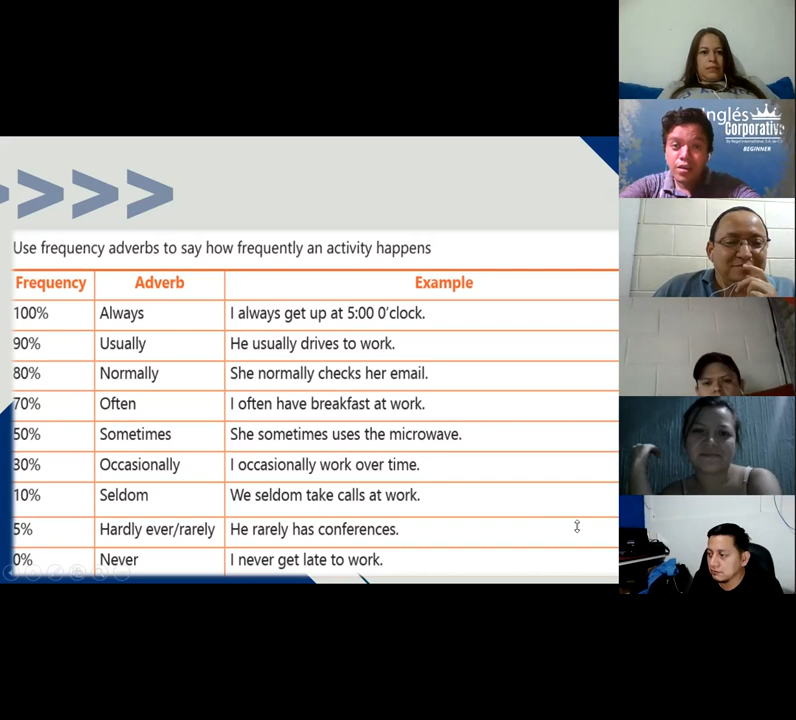 Use frequency adverbs to say how frequently an activity happens
Frequency Adverb Example
100% Always I always get up at 5:00 0'clock.
90% Usually He usually drives to work.
80% Normally She normally checks her email.
70% Often I often have breakfast at work.
50% Sometimes She sometimes uses the microwave.
30% Occasionally I occasionally work over time.
10% Seldom We seldom take calls at work.
5% Hardly ever/rarely He rarely has conferences.
0% Never I never get late to work.
Inglés
Corporativo
BEGINNER